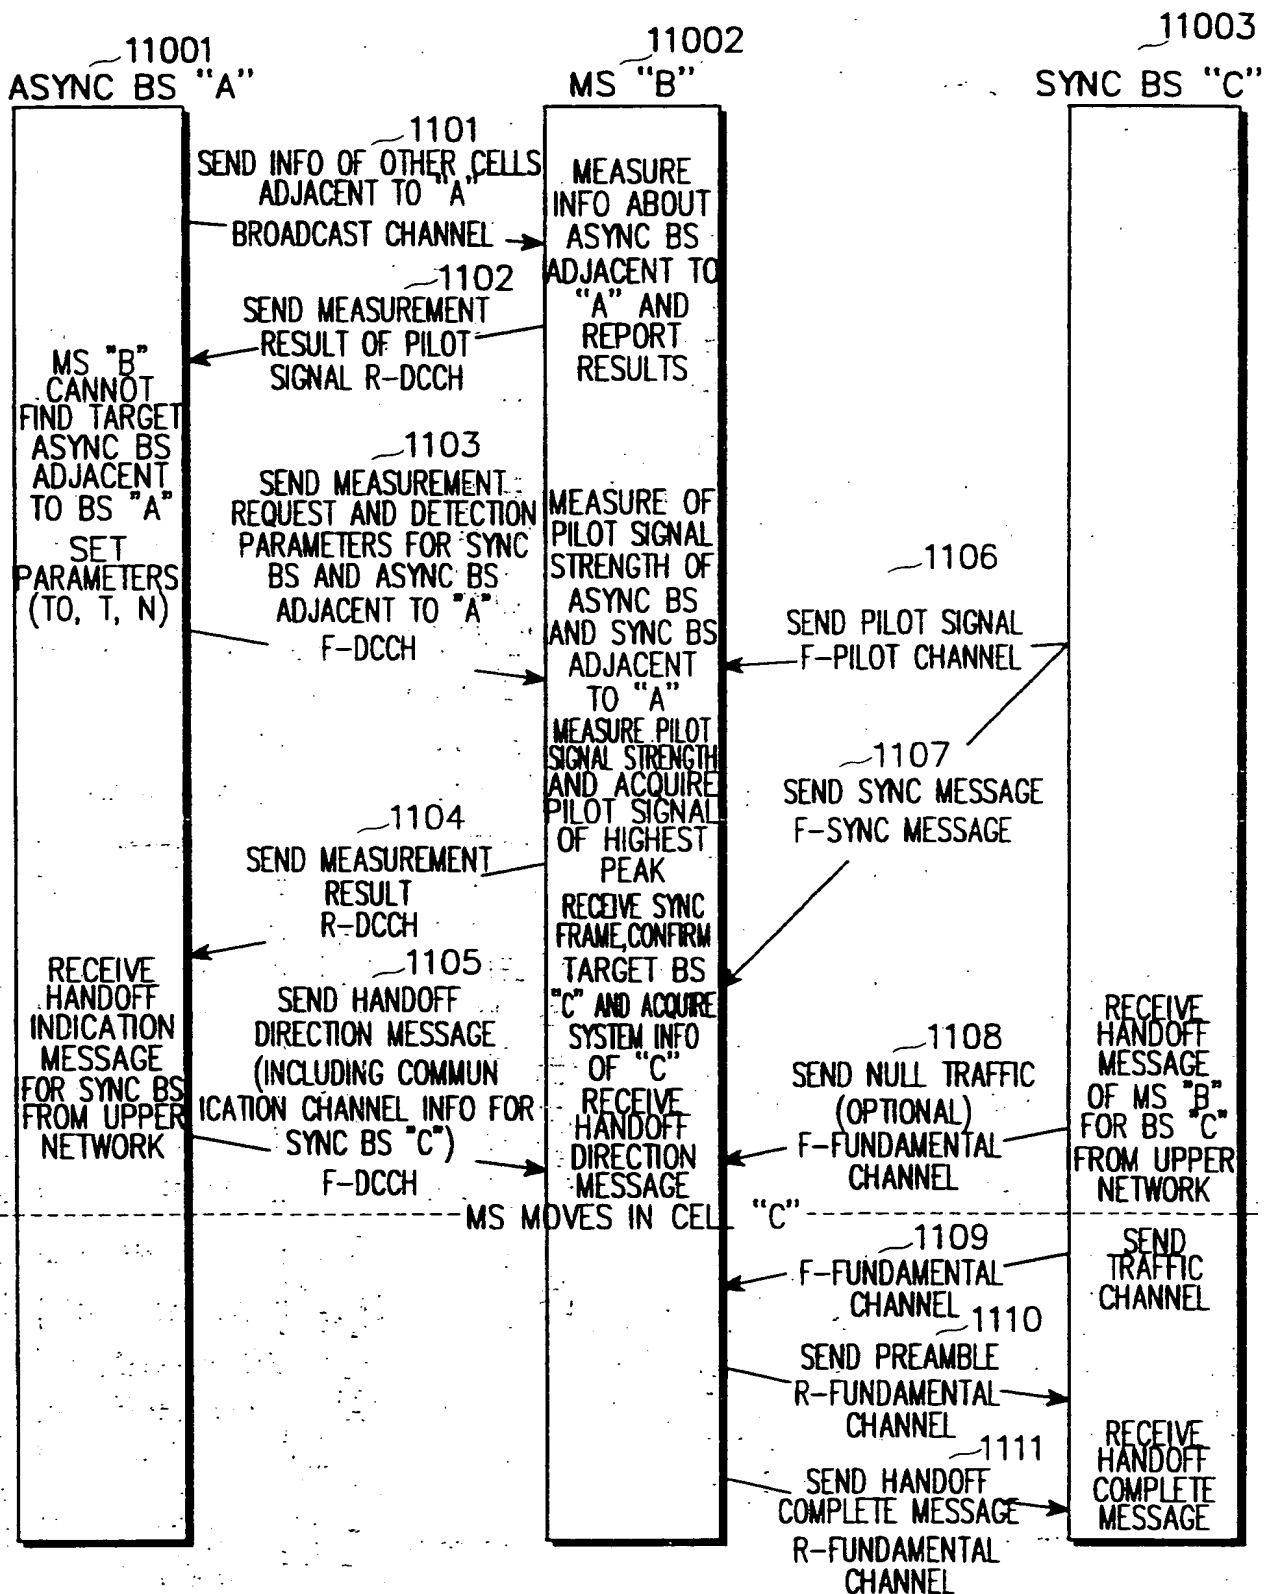 11001
ASYNC BS "A"
11002
MS "B"
11003
SYNC BS "C"
1101
SEND INFO OF OTHER CELLS
ADJACENT TO "A"
BROADCAST CHANNEL
MEASURE
INFO ABOUT
ASYNC BS
ADJACENT TO
"A" AND
REPORT
RESULTS
1102
SEND MEASUREMENT
RESULT OF PILOT
SIGNAL R-DCCH
MS "B"
CANNOT
FIND TARGET
ASYNC BS
ADJACENT
TO BS "A"
SET
PARAMETERS
(TO, T, N)
1103
SEND MEASUREMENT
REQUEST AND DETECTION
PARAMETERS FOR SYNC
BS AND ASYNC BS
ADJACENT TO "A"
F-DCCH
MEASURE OF
PILOT SIGNAL
STRENGTH OF
ASYNC BS
AND SYNC BS
ADJACENT
TO "A"
MEASURE PILOT
SIGNAL STRENGTH
AND ACQUIRE
PILOT SIGNAL
OF HIGHEST
PEAK
1106
SEND PILOT SIGNAL
F-PILOT CHANNEL
1107
SEND SYNC MESSAGE
F-SYNC MESSAGE
1104
SEND MEASUREMENT
RESULT
R-DCCH
RECEIVE SYNC
FRAME,CONFIRM
TARGET BS
"C" AND ACQUIRE
SYSTEM INFO
OF "C"
RECEIVE
HANDOFF
DIRECTION
MESSAGE
RECEIVE
HANDOFF
INDICATION
MESSAGE
FOR SYNC BS
FROM UPPER
NETWORK
1105
SEND HANDOFF
DIRECTION MESSAGE
(INCLUDING COMMUN
ICATION CHANNEL INFO FOR
SYNC BS "C")
F-DCCH
1108
SEND NULL TRAFFIC
(OPTIONAL)
F-FUNDAMENTAL
CHANNEL
RECEIVE
HANDOFF
MESSAGE
OF MS "B"
FOR BS "C"
FROM UPPER
NETWORK
MS MOVES IN CELL "C"
1109
F-FUNDAMENTAL
CHANNEL
SEND
TRAFFIC
CHANNEL
1110
SEND PREAMBLE
R-FUNDAMENTAL
CHANNEL
1111
SEND HANDOFF
COMPLETE MESSAGE
R-FUNDAMENTAL
CHANNEL
RECEIVE
HANDOFF
COMPLETE
MESSAGE